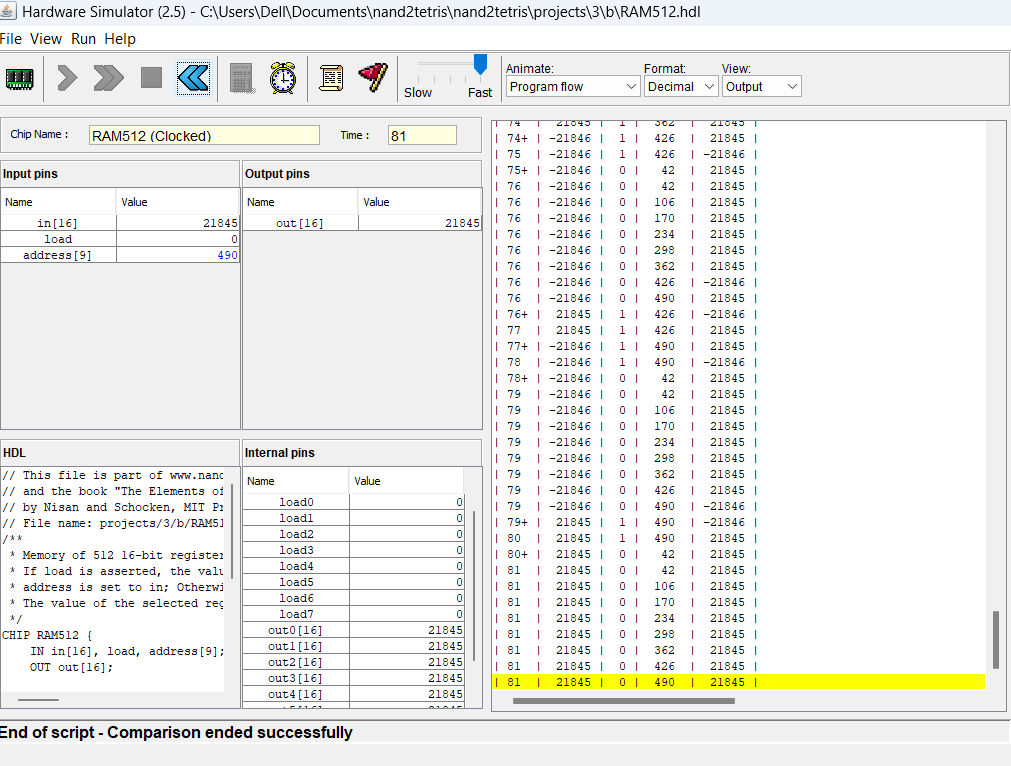 Hardware Simulator (2.5) - C:\Users\Dell\Documents\nand2tetris\nand2tetris\projects\3\b\RAM512.hdl
File View Run Help
Slow Fast
Animate: Format: View:
Program flow Decimal Output
Chip Name : RAM512 (Clocked) Time : 81
Input pins
Name Value
in[16] 21845
load 0
address[9] 490
Output pins
Name Value
out[16] 21845
HDL
// This file is part of www.nand
// and the book "The Elements of
// by Nisan and Schocken, MIT Pr
// File name: projects/3/b/RAM51
/**
* Memory of 512 16-bit register
* If load is asserted, the valu
* address is set to in; Otherwi
* The value of the selected reg
*/
CHIP RAM512 {
IN in[16], load, address[9];
OUT out[16];
Internal pins
Name Value
load0 0
load1 0
load2 0
load3 0
load4 0
load5 0
load6 0
load7 0
out0[16] 21845
out1[16] 21845
out2[16] 21845
out3[16] 21845
out4[16] 21845
| 74 | 21845 | 1 | 362 | 21845 |
| 74+ | -21846 | 1 | 426 | 21845 |
| 75 | -21846 | 1 | 426 | -21846 |
| 75+ | -21846 | 0 | 42 | 21845 |
| 76 | -21846 | 0 | 42 | 21845 |
| 76 | -21846 | 0 | 106 | 21845 |
| 76 | -21846 | 0 | 170 | 21845 |
| 76 | -21846 | 0 | 234 | 21845 |
| 76 | -21846 | 0 | 298 | 21845 |
| 76 | -21846 | 0 | 362 | 21845 |
| 76 | -21846 | 0 | 426 | -21846 |
| 76 | -21846 | 0 | 490 | 21845 |
| 76+ | 21845 | 1 | 426 | -21846 |
| 77 | 21845 | 1 | 426 | 21845 |
| 77+ | -21846 | 1 | 490 | 21845 |
| 78 | -21846 | 1 | 490 | -21846 |
| 78+ | -21846 | 0 | 42 | 21845 |
| 79 | -21846 | 0 | 42 | 21845 |
| 79 | -21846 | 0 | 106 | 21845 |
| 79 | -21846 | 0 | 170 | 21845 |
| 79 | -21846 | 0 | 234 | 21845 |
| 79 | -21846 | 0 | 298 | 21845 |
| 79 | -21846 | 0 | 362 | 21845 |
| 79 | -21846 | 0 | 426 | 21845 |
| 79 | -21846 | 0 | 490 | -21846 |
| 79+ | 21845 | 1 | 490 | -21846 |
| 80 | 21845 | 1 | 490 | 21845 |
| 80+ | 21845 | 0 | 42 | 21845 |
| 81 | 21845 | 0 | 42 | 21845 |
| 81 | 21845 | 0 | 106 | 21845 |
| 81 | 21845 | 0 | 170 | 21845 |
| 81 | 21845 | 0 | 234 | 21845 |
| 81 | 21845 | 0 | 298 | 21845 |
| 81 | 21845 | 0 | 362 | 21845 |
| 81 | 21845 | 0 | 426 | 21845 |
| 81 | 21845 | 0 | 490 | 21845 |
End of script - Comparison ended successfully